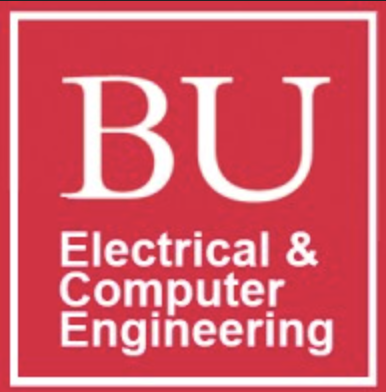 BU
Electrical &
Computer
Engineering